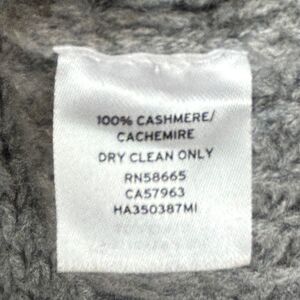 100% CASHMERE/
CACHEMIRE
DRY CLEAN ONLY
RN58665
CA57963
HA350387MI